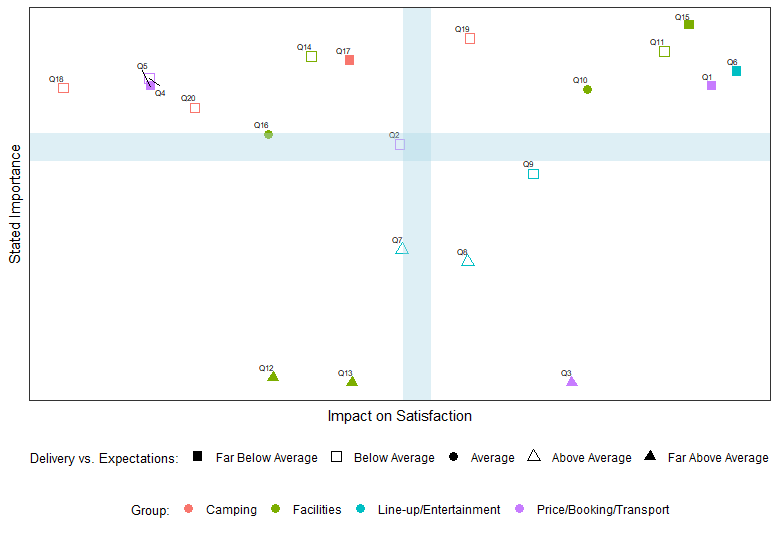 Q15
Q19
Q11
Q14
Q17
Q6
Q5
Q18
Q10
Q1
Q4
Q20
Q16
Q2
Q9
Q7
Q8
Q12
Q13
Q3
Stated Importance
Impact on Satisfaction
Delivery vs. Expectations: Far Below Average Below Average Average Above Average Far Above Average
Group: Camping Facilities Line-up/Entertainment Price/Booking/Transport